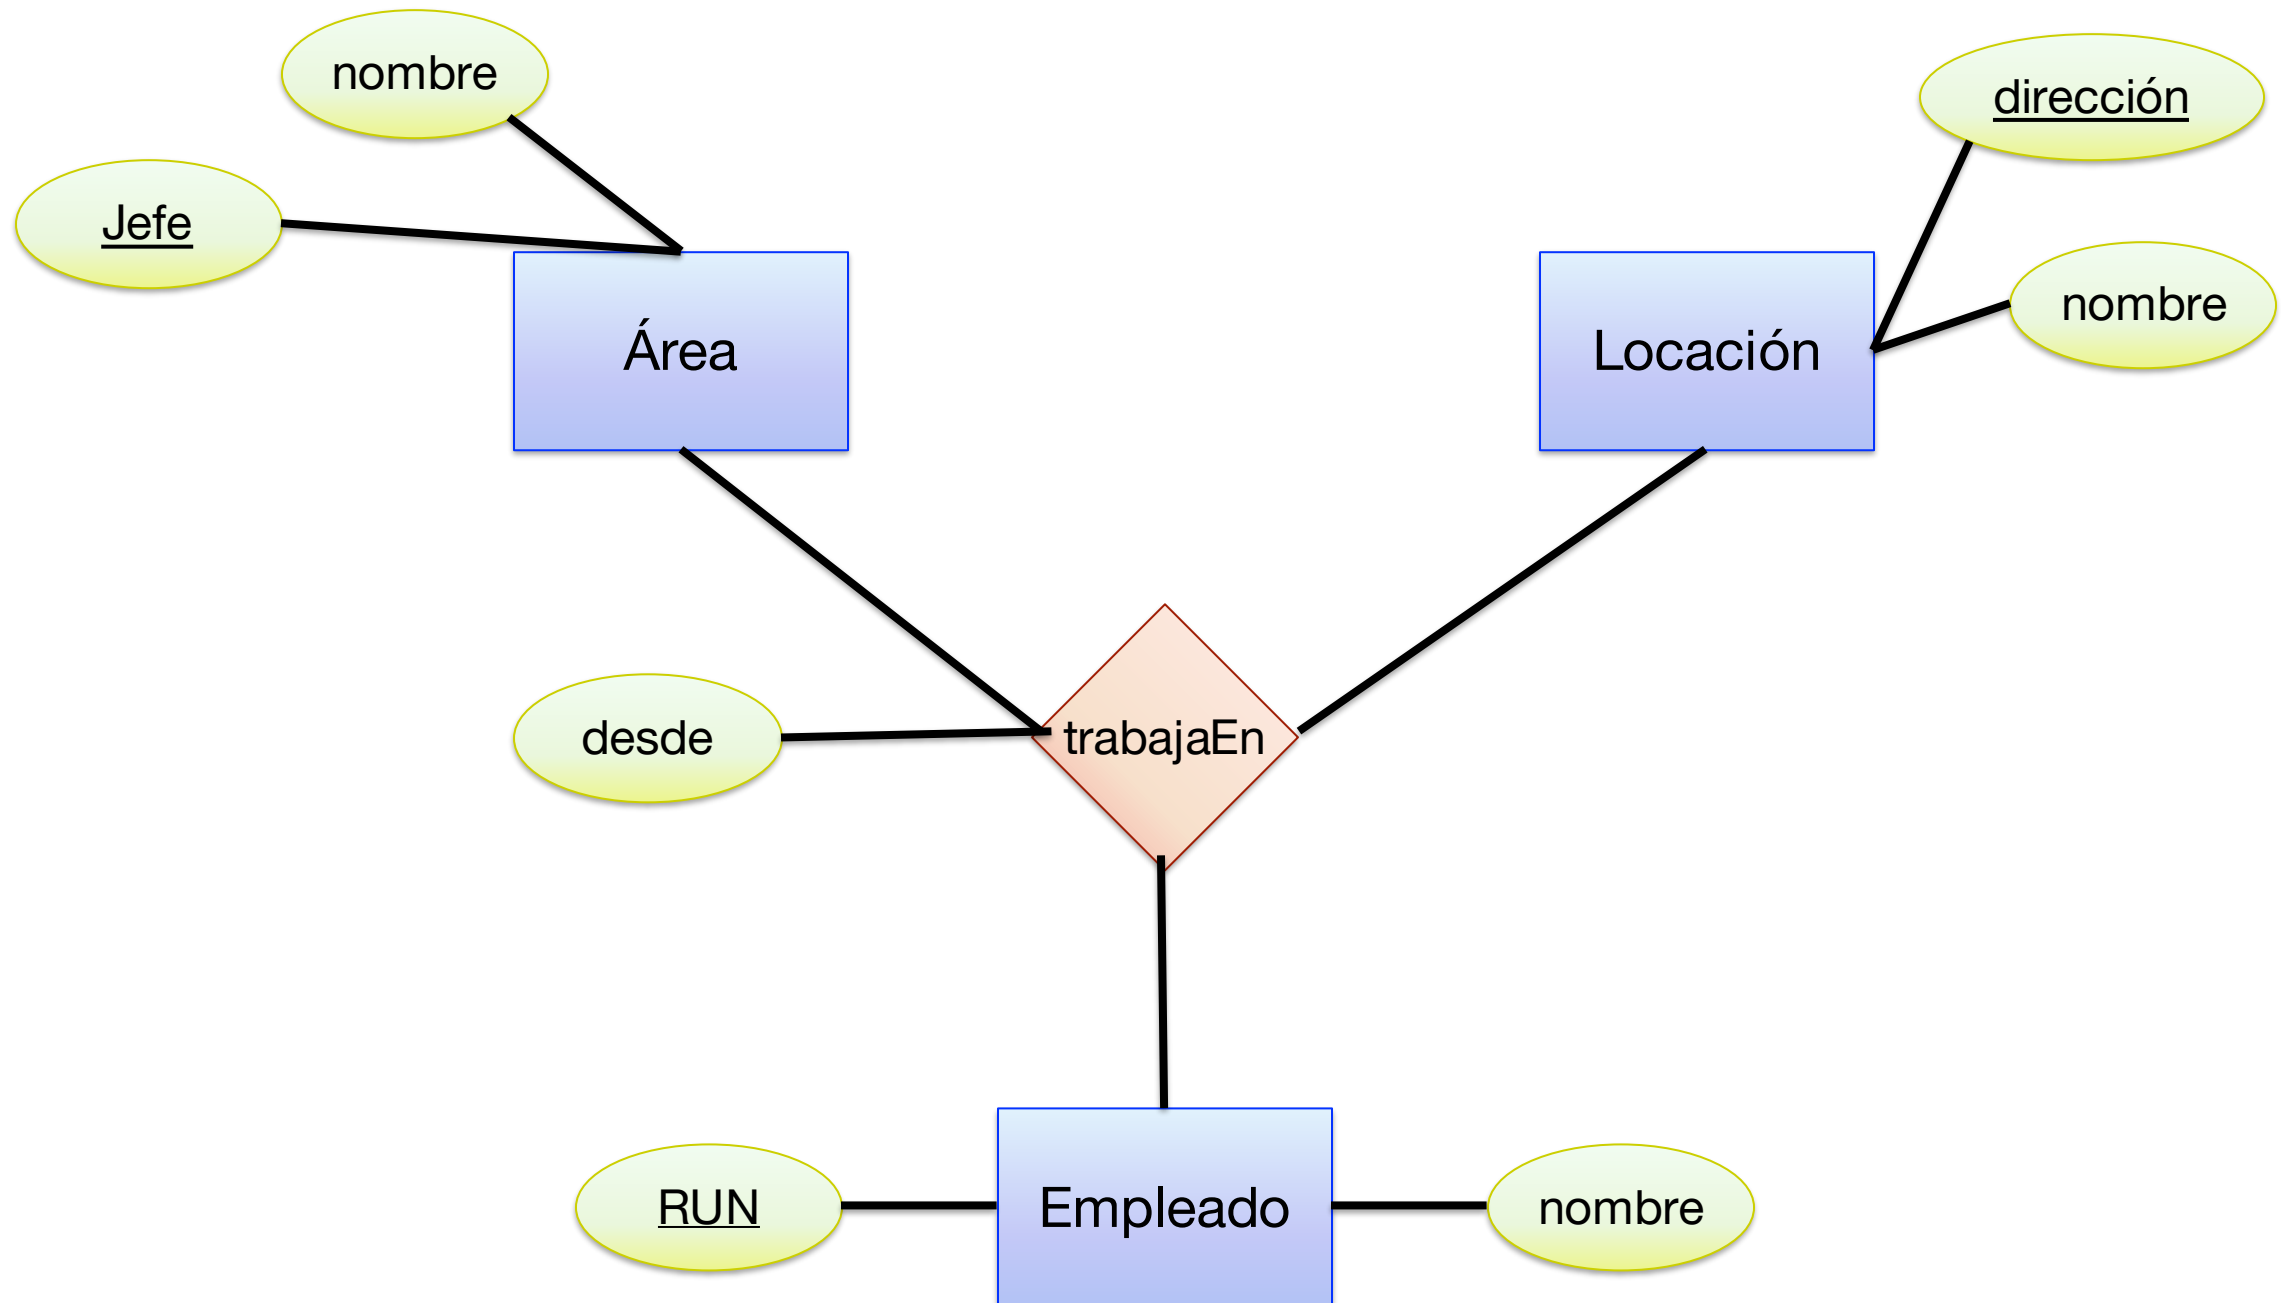 nombre
dirección
Jefe
nombre
Área
Locación
desde
trabajaEn
RUN
Empleado
nombre